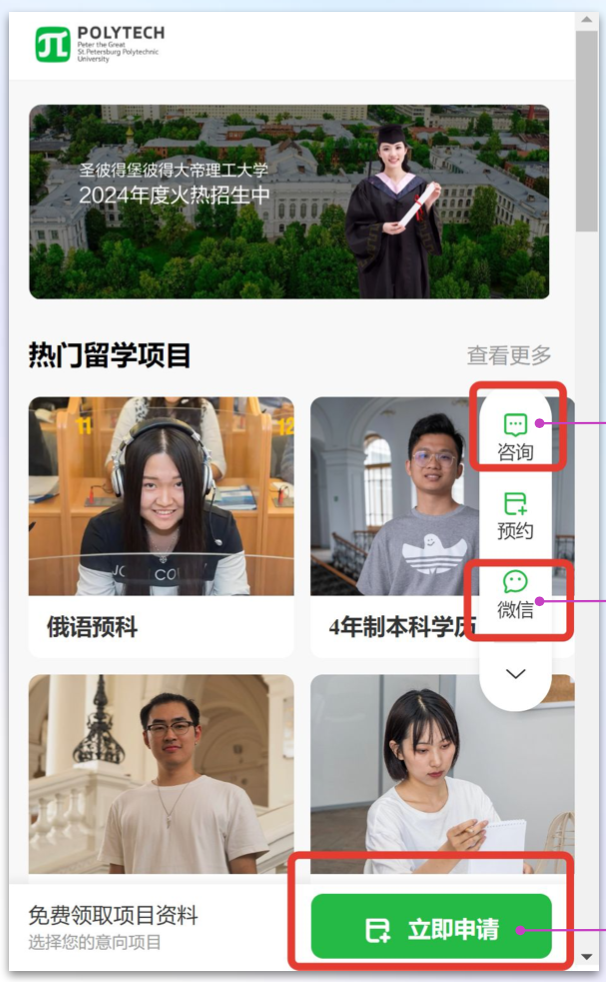 POLYTECH
Peter the Great
St.Petersburg Polytechnic
University
圣彼得堡彼得大帝理工大学
2024年度火热招生中
热门留学项目
查看更多
11
12
咨询
预约
微信
俄语预科
4年制本科学历
免费领取项目资料
选择您的意向项目
立即申请